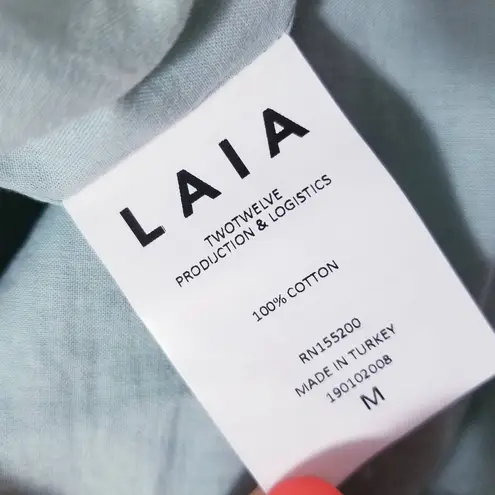 LAIA
TWOTWELVE
PRODUCTION & LOGISTICS
100% COTTON
RN155200
MADE IN TURKEY
190102008
M